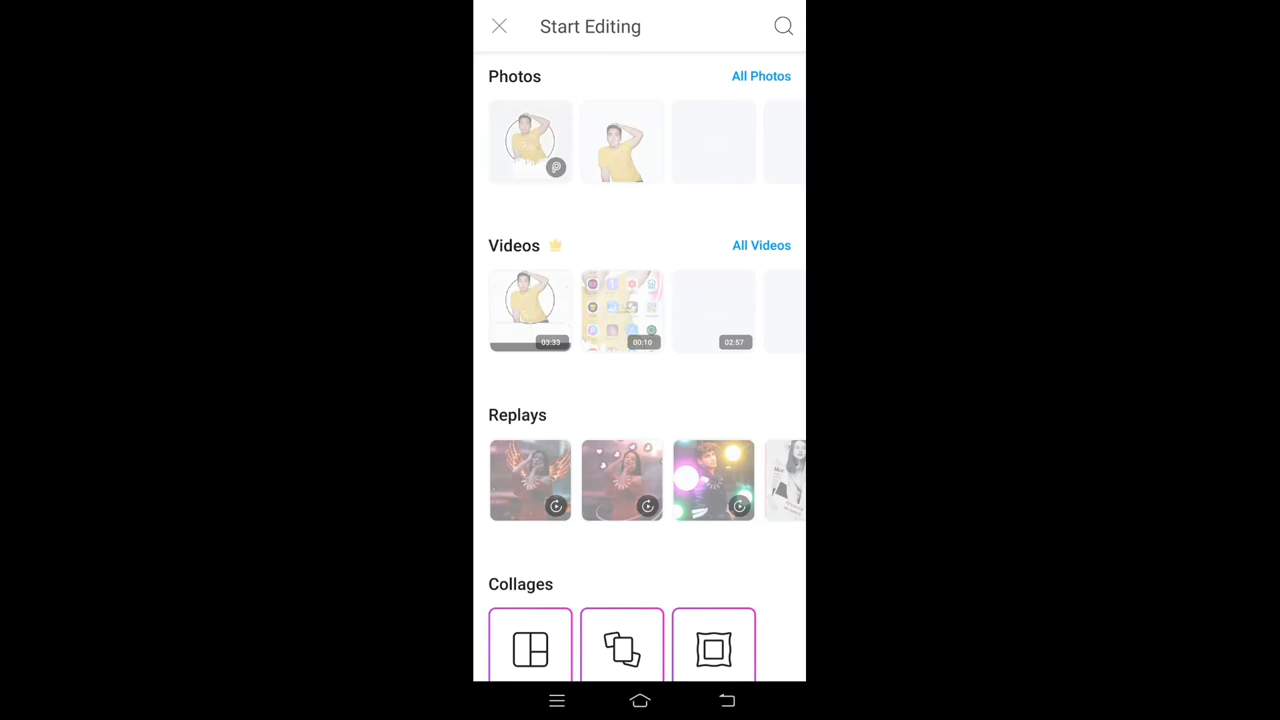 Start Editing
Photos
All Photos
Videos
All Videos
03:33
00:10
02:57
Replays
Collages